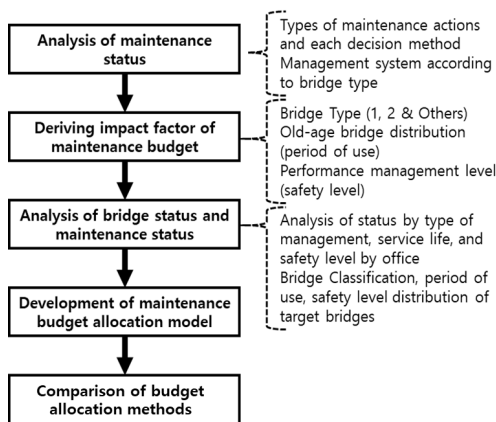 Analysis of maintenance
status
Types of maintenance actions
and each decision method
Management system according
to bridge type
Deriving impact factor of
maintenance budget
Bridge Type (1, 2 & Others)
Old-age bridge distribution
(period of use)
Performance management level
(safety level)
Analysis of bridge status and
maintenance status
Analysis of status by type of
management, service life, and
safety level by office
Bridge Classification, period of
use, safety level distribution of
target bridges
Development of maintenance
budget allocation model
Comparison of budget
allocation methods